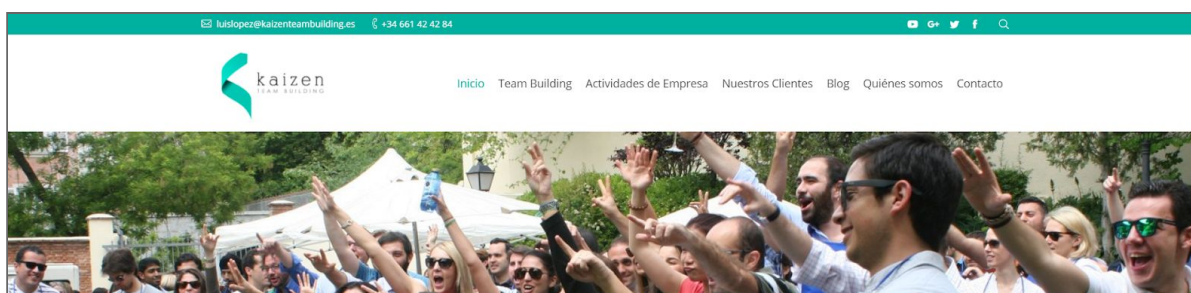 luislopez@kaizenteambuilding.es +34 661 42 42 84
kaizen
TEAM BUILDING
Inicio Team Building Actividades de Empresa Nuestros Clientes Blog Quiénes somos Contacto